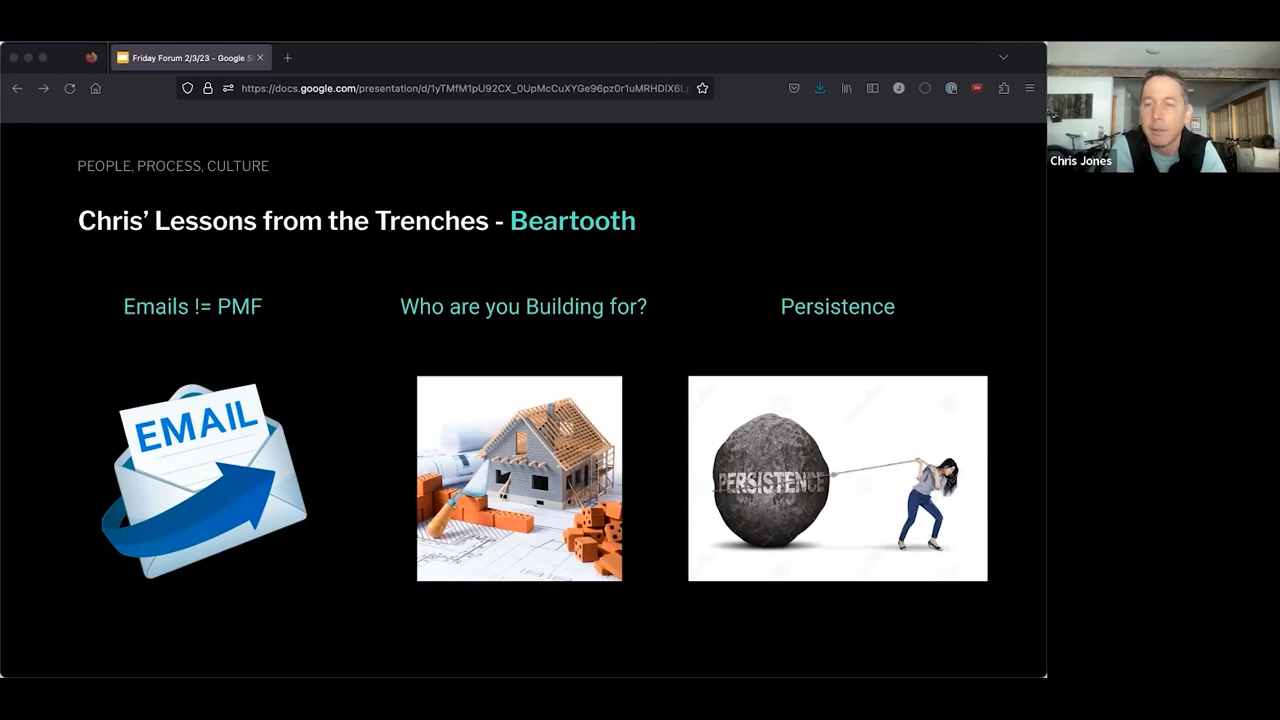 Friday Forum 2/3/23 - Google S
https://docs.google.com/presentation/d/1yTMfM1pU92CX_0UpMcCuXYGe96pz0r1uMRHDIX6L
PEOPLE, PROCESS, CULTURE
Chris’ Lessons from the Trenches - Beartooth
Emails != PMF
Who are you Building for?
Persistence
EMAIL
PERSISTENCE
Chris Jones